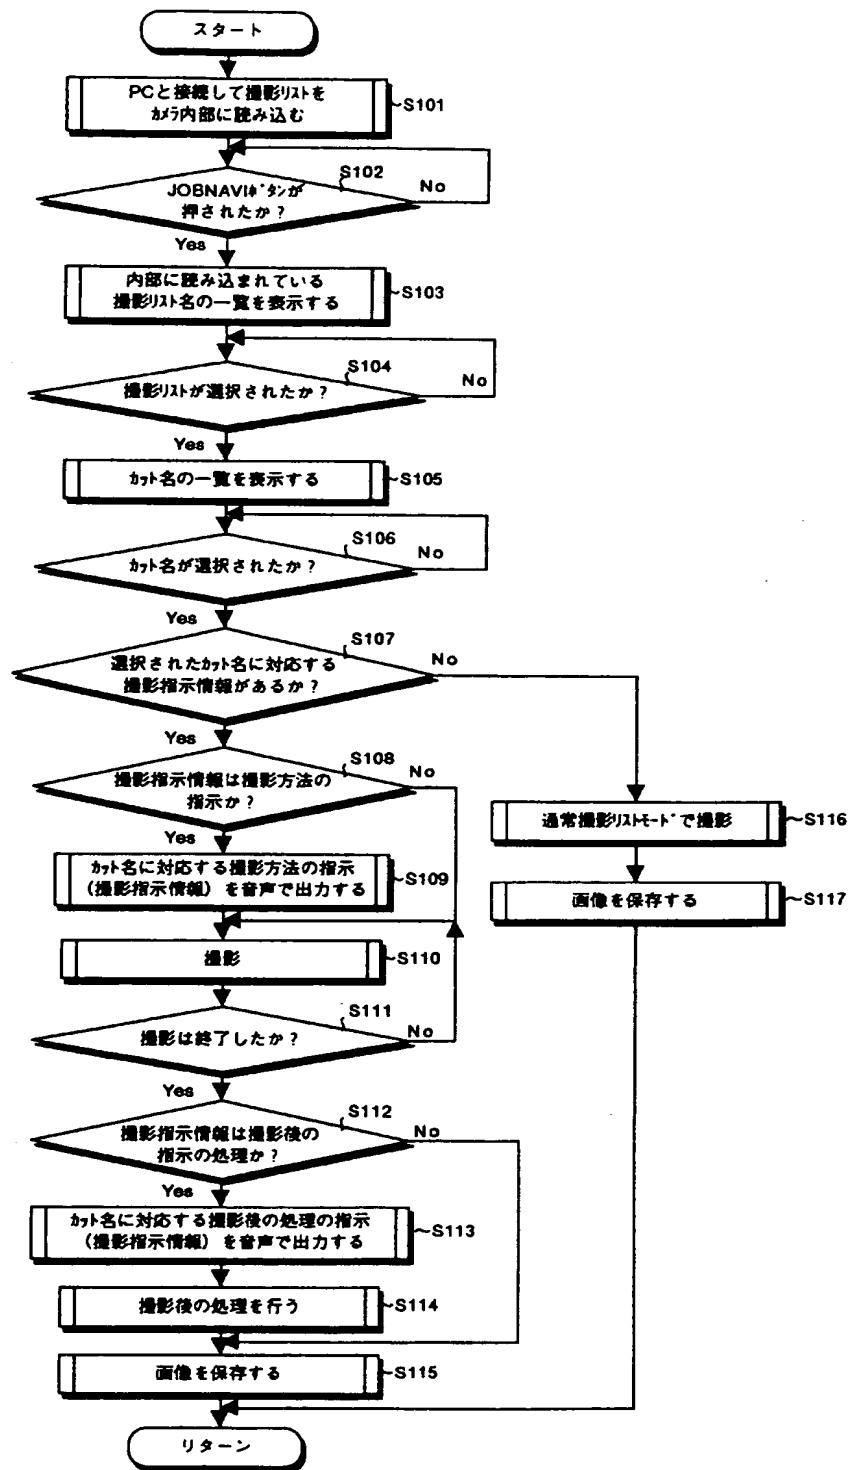 スタート
PCと接続して撮影リストを
カメラ内部に読み込む
S101
S102
JOBNAVIボタンが
押されたか?
No
Yes
内部に読み込まれている
撮影リスト名の一覧を表示する
S103
S104
撮影リストが選択されたか?
No
Yes
カット名の一覧を表示する
S105
S106
カット名が選択されたか?
No
Yes
S107
選択されたカット名に対応する
撮影指示情報があるか?
No
Yes
S108
撮影指示情報は撮影方法の
指示か?
No
Yes
通常撮影リストモードで撮影
S116
カット名に対応する撮影方法の指示
(撮影指示情報)を音声で出力する
S109
画像を保存する
S117
撮影
S110
S111
撮影は終了したか?
No
Yes
S112
撮影指示情報は撮影後の
指示の処理か?
No
Yes
カット名に対応する撮影後の処理の指示
(撮影指示情報)を音声で出力する
S113
撮影後の処理を行う
S114
画像を保存する
S115
リターン